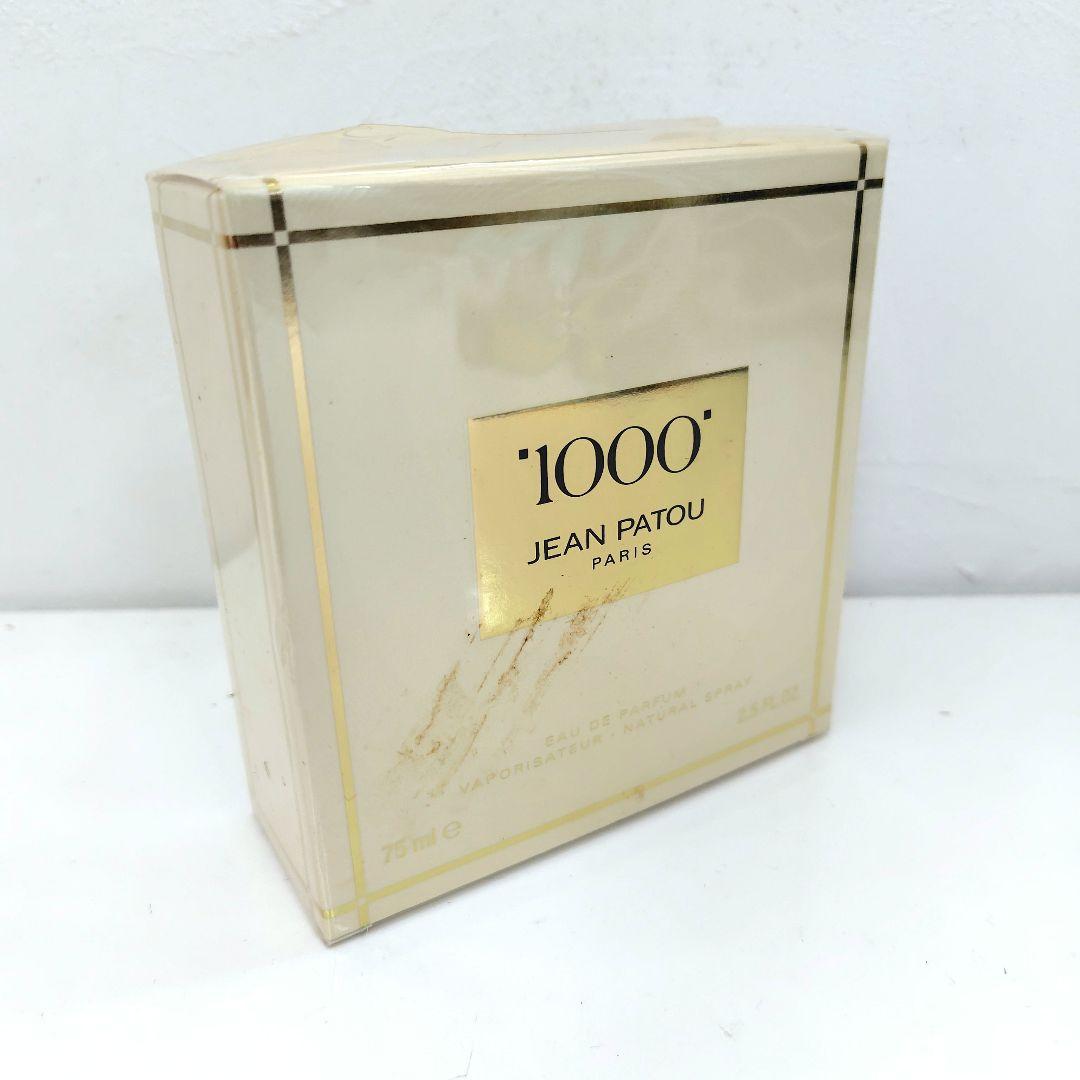 "1000"
JEAN PATOU
PARIS
EAU DE PARFUM
VAPORISATEUR · NATURAL SPRAY
75 ml e
2.5 FL.OZ.